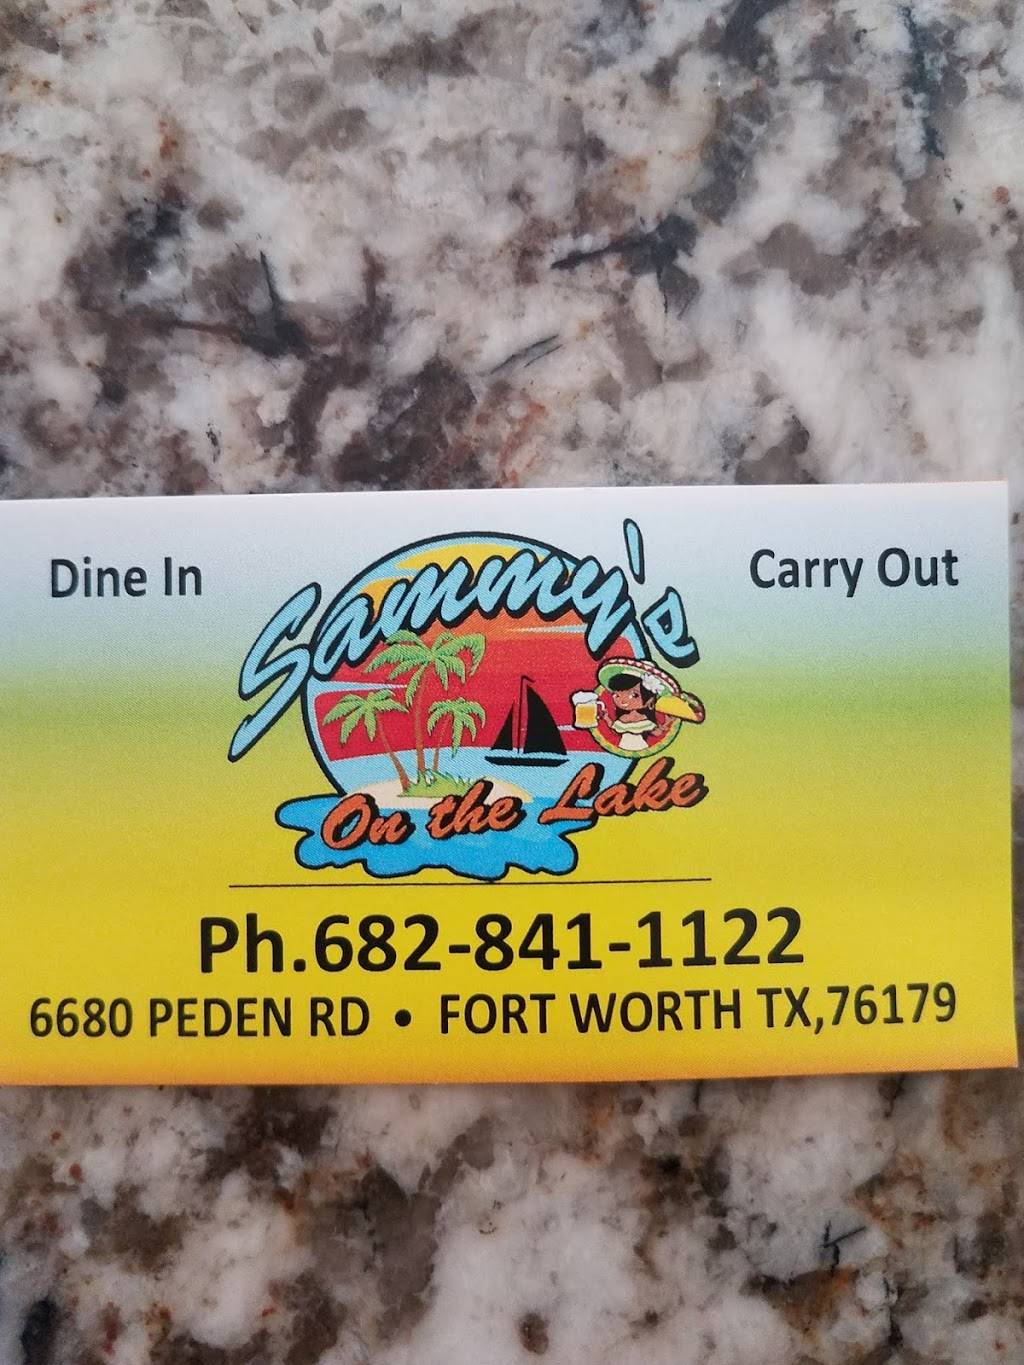 Dine In
Carry Out
Sammy's
On the Lake
Ph.682-841-1122
6680 PEDEN RD • FORT WORTH TX,76179